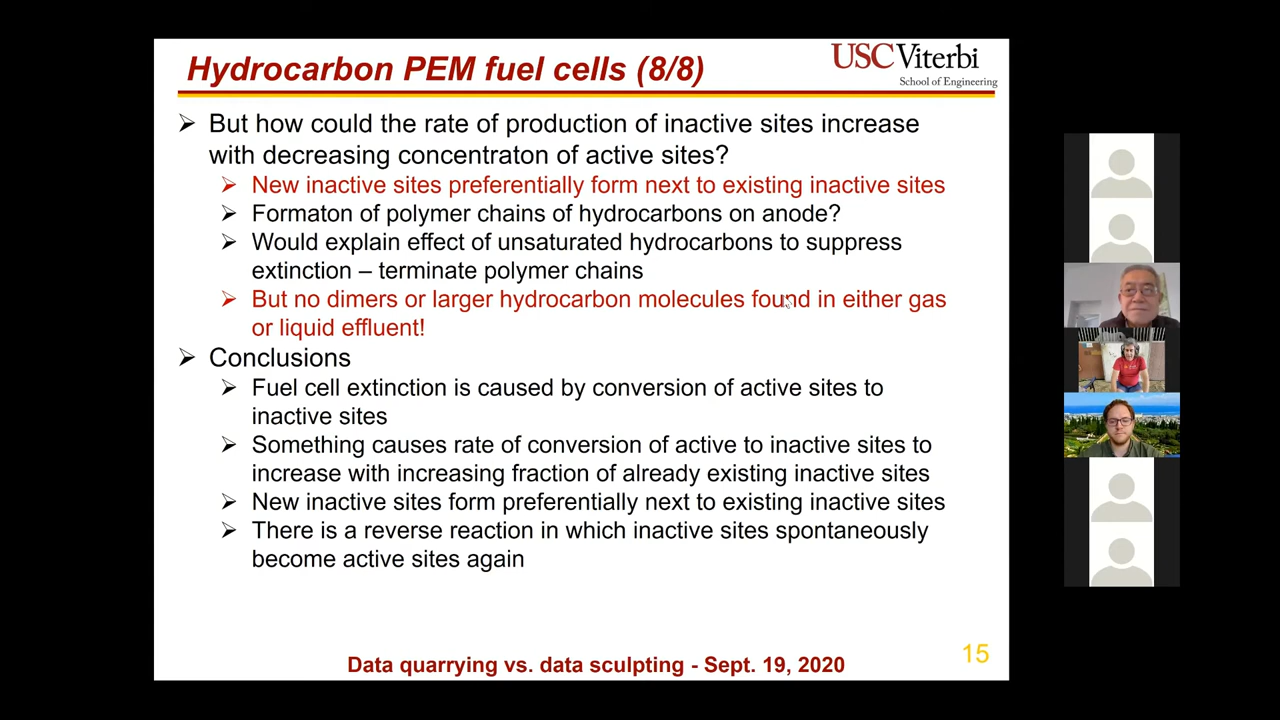 Hydrocarbon PEM fuel cells (8/8)
USC Viterbi
School of Engineering
But how could the rate of production of inactive sites increase
with decreasing concentraton of active sites?
New inactive sites preferentially form next to existing inactive sites
Formaton of polymer chains of hydrocarbons on anode?
Would explain effect of unsaturated hydrocarbons to suppress
extinction – terminate polymer chains
But no dimers or larger hydrocarbon molecules found in either gas
or liquid effluent!
Conclusions
Fuel cell extinction is caused by conversion of active sites to
inactive sites
Something causes rate of conversion of active to inactive sites to
increase with increasing fraction of already existing inactive sites
New inactive sites form preferentially next to existing inactive sites
There is a reverse reaction in which inactive sites spontaneously
become active sites again
Data quarrying vs. data sculpting - Sept. 19, 2020
15